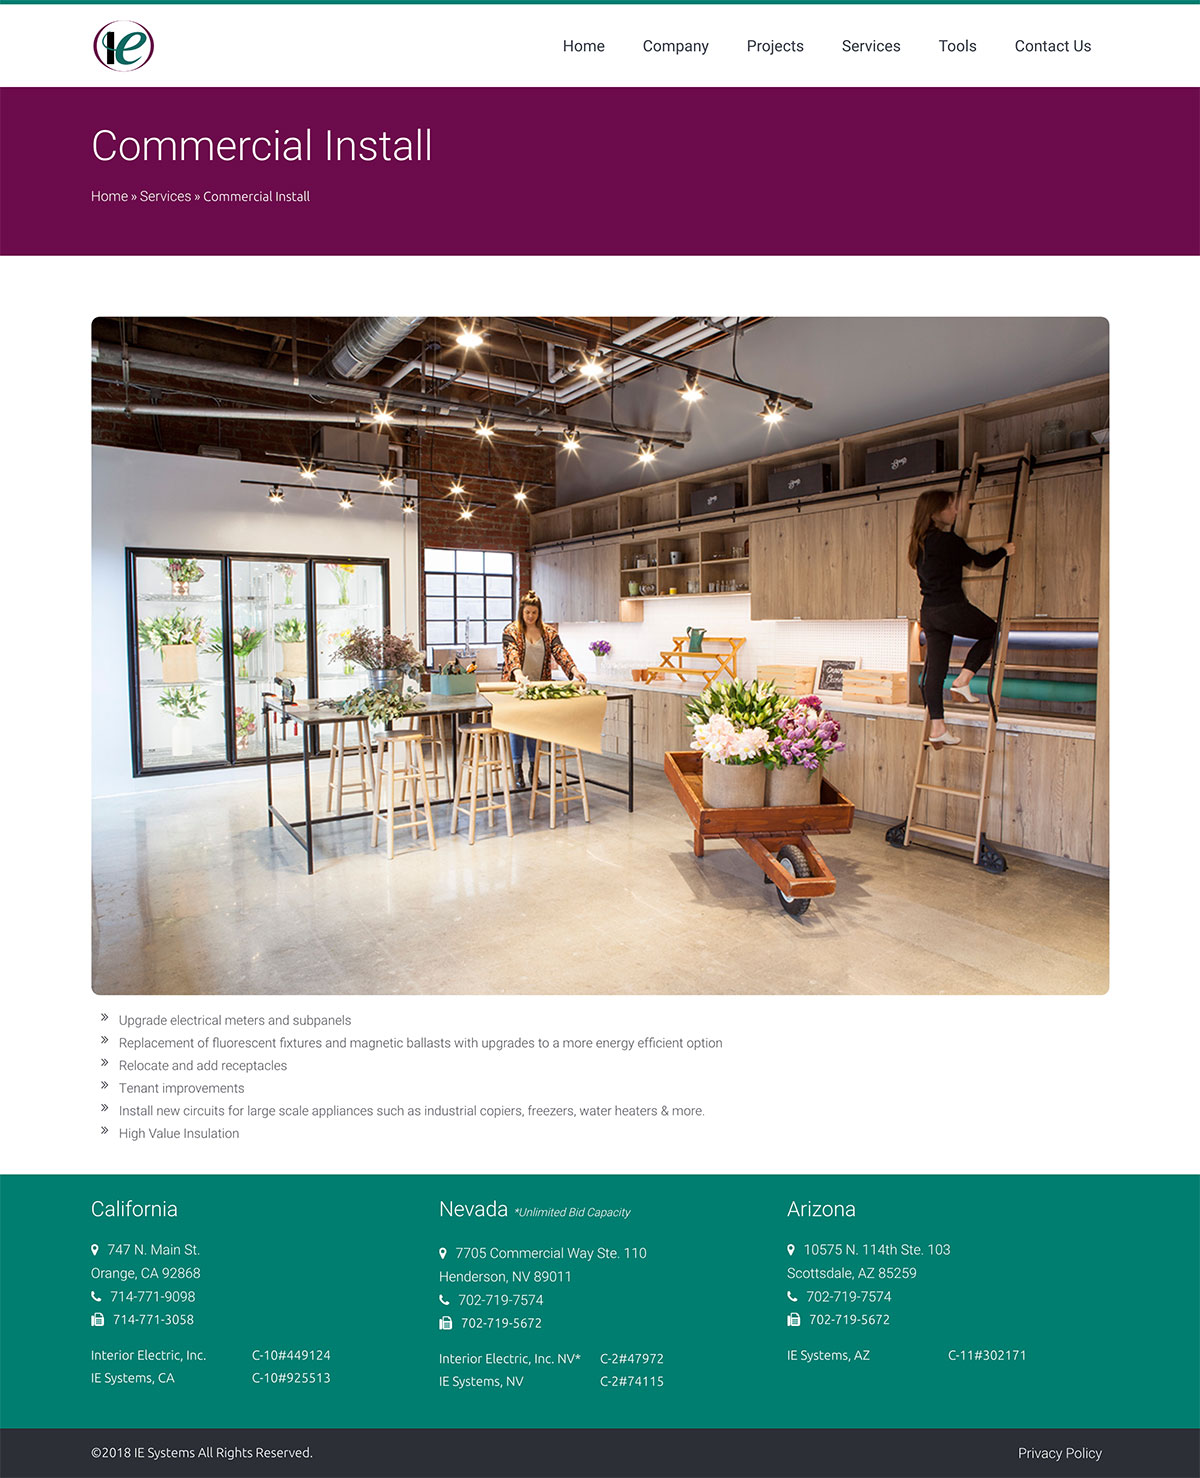 IE
Home Company Projects Services Tools Contact Us
Commercial Install
Home » Services » Commercial Install
Upgrade electrical meters and subpanels
Replacement of fluorescent fixtures and magnetic ballasts with upgrades to a more energy efficient option
Relocate and add receptacles
Tenant improvements
Install new circuits for large scale appliances such as industrial copiers, freezers, water heaters & more.
High Value Insulation
California
747 N. Main St.
Orange, CA 92868
714-771-9098
714-771-3058
Interior Electric, Inc. C-10#449124
IE Systems, CA C-10#925513
Nevada *Unlimited Bid Capacity
7705 Commercial Way Ste. 110
Henderson, NV 89011
702-719-7574
702-719-5672
Interior Electric, Inc. NV* C-2#47972
IE Systems, NV C-2#74115
Arizona
10575 N. 114th Ste. 103
Scottsdale, AZ 85259
702-719-7574
702-719-5672
IE Systems, AZ C-11#302171
©2018 IE Systems All Rights Reserved.
Privacy Policy